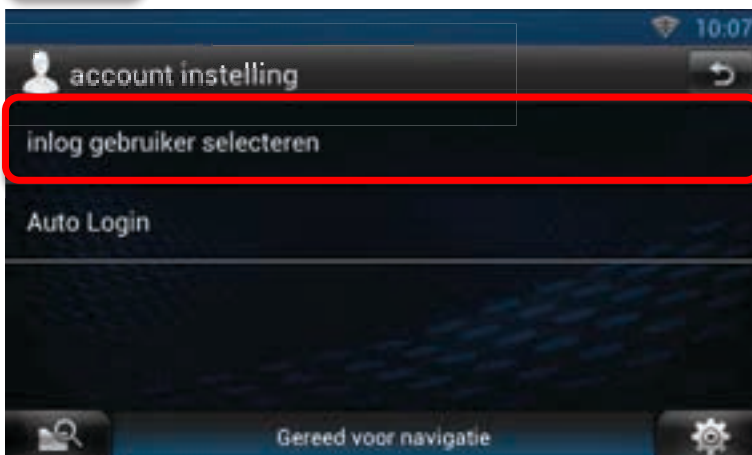 10:07
account instelling
inlog gebruiker selecteren
Auto Login
Gereed voor navigatie